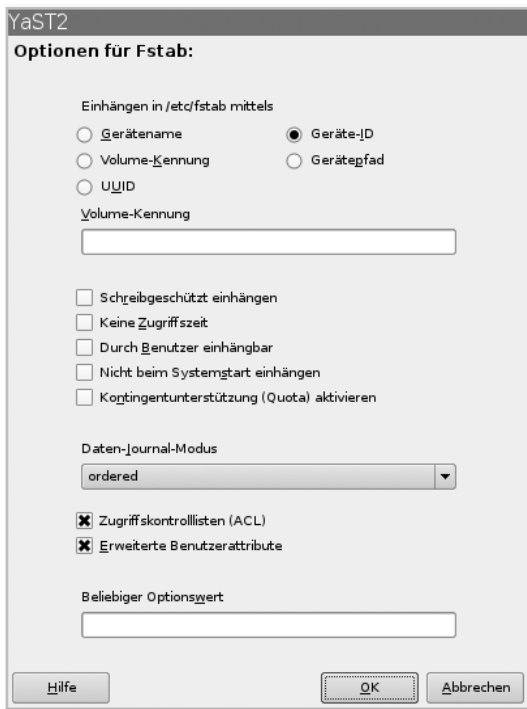 YaST2
Optionen für Fstab:
Einhängen in /etc/fstab mittels
Gerätename
Geräte-ID
Volume-Kennung
Gerätepfad
UUID
Volume-Kennung
Schreibgeschützt einhängen
Keine Zugriffszeit
Durch Benutzer einhängbar
Nicht beim Systemstart einhängen
Kontingentunterstützung (Quota) aktivieren
Daten-Journal-Modus
ordered
Zugriffskontrolllisten (ACL)
Erweiterte Benutzerattribute
Beliebiger Optionswert
Hilfe
OK
Abbrechen